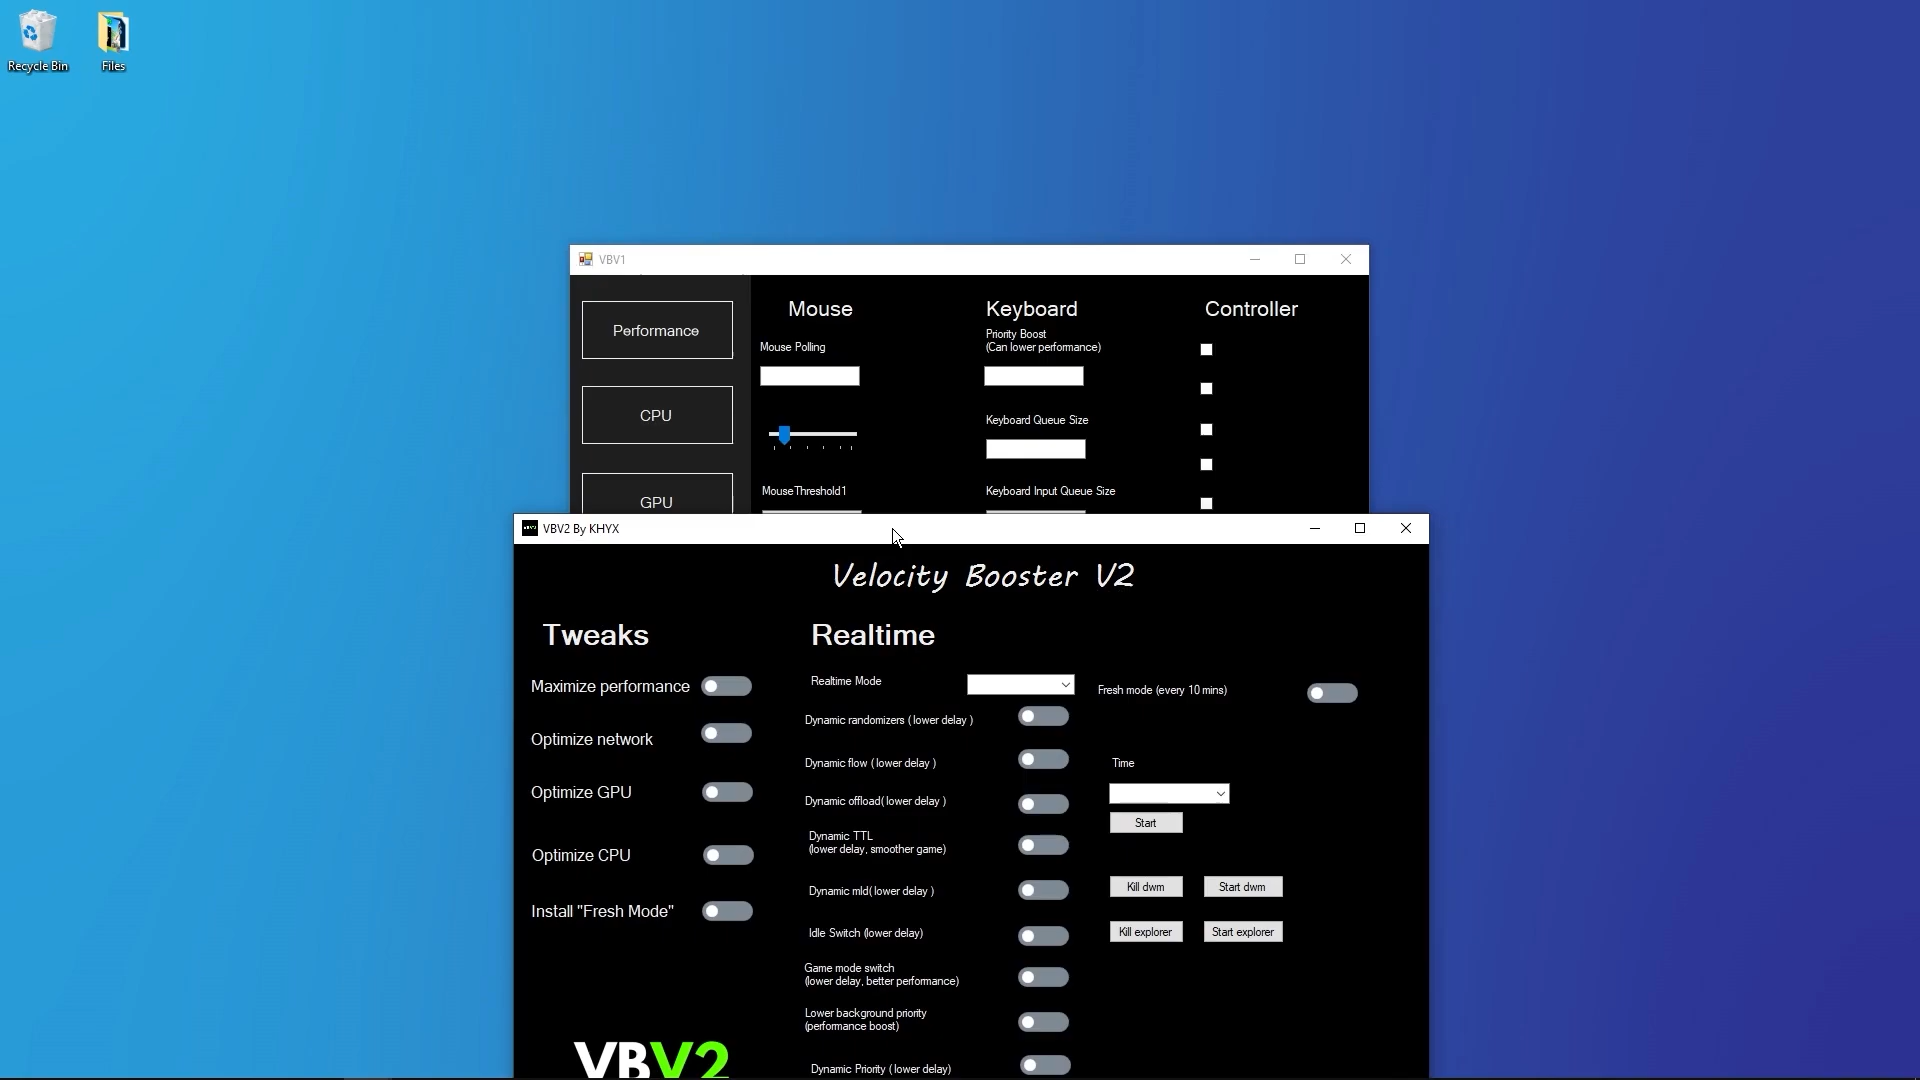 Recycle Bin
Files
VBV1
Performance
CPU
GPU
Mouse
Mouse Polling
MouseThreshold1
Keyboard
Priority Boost
(Can lower performance)
Keyboard Queue Size
Keyboard Input Queue Size
Controller
VBV2 By KHYX
Velocity Booster V2
Tweaks
Maximize performance
Optimize network
Optimize GPU
Optimize CPU
Install "Fresh Mode"
VBV2
Realtime
Realtime Mode
Dynamic randomizers ( lower delay )
Dynamic flow ( lower delay )
Dynamic offload( lower delay )
Dynamic TTL
(lower delay, smoother game)
Dynamic mld( lower delay )
Idle Switch (lower delay)
Game mode switch
(lower delay, better performance)
Lower background priority
(performance boost)
Dynamic Priority ( lower delay)
Fresh mode (every 10 mins)
Time
Start
Kill dwm
Start dwm
Kill explorer
Start explorer